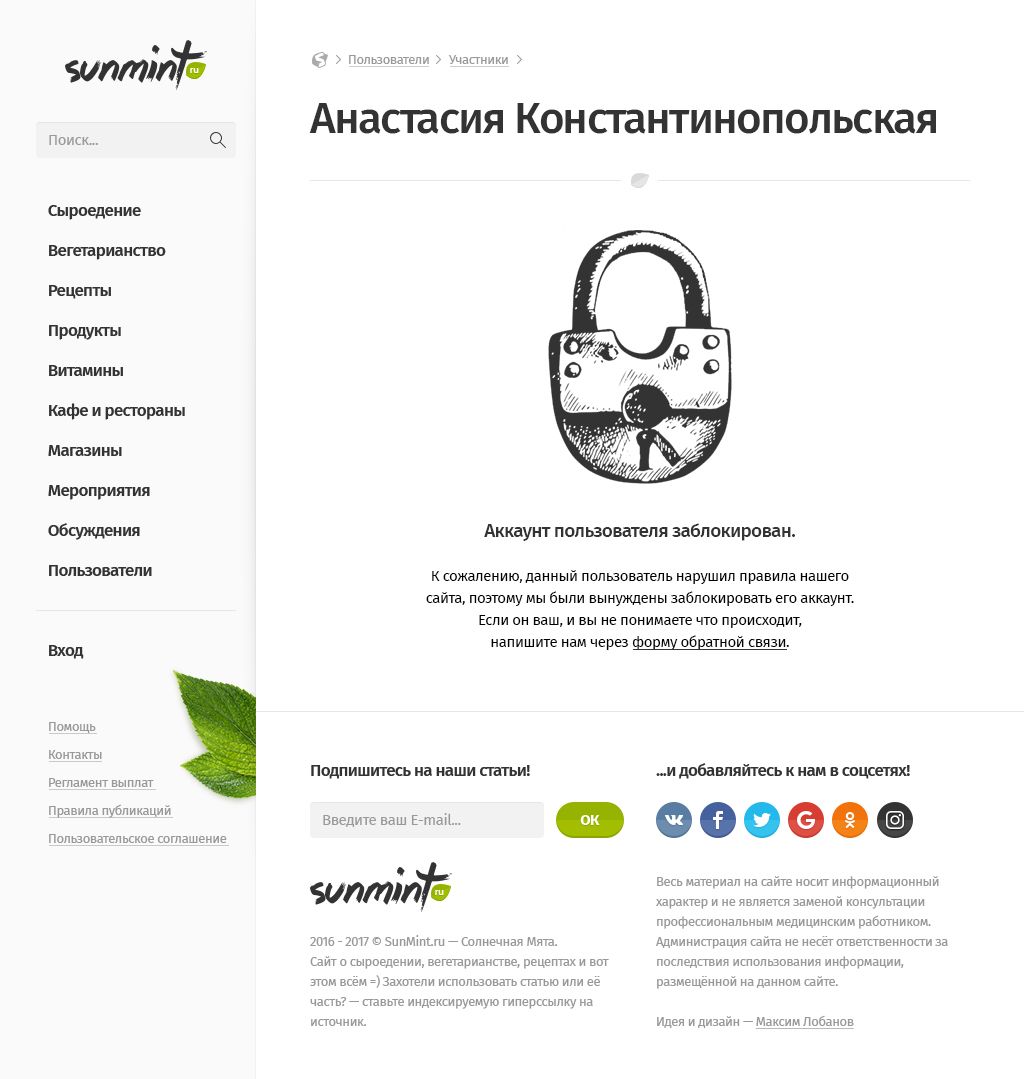 sunmint ru
Поиск...
Сыроедение
Вегетарианство
Рецепты
Продукты
Витамины
Кафе и рестораны
Магазины
Мероприятия
Обсуждения
Пользователи
Вход
Помощь
Контакты
Регламент выплат
Правила публикаций
Пользовательское соглашение
Пользователи Участники
Анастасия Константинопольская
Аккаунт пользователя заблокирован.
К сожалению, данный пользователь нарушил правила нашего
сайта, поэтому мы были вынуждены заблокировать его аккаунт.
Если он ваш, и вы не понимаете что происходит,
напишите нам через форму обратной связи.
Подпишитесь на наши статьи!
Введите ваш E-mail...
OK
sunmint ru
2016 - 2017 © SunMint.ru — Солнечная Мята.
Сайт о сыроедении, вегетарианстве, рецептах и вот
этом всём =) Захотели использовать статью или её
часть? — ставьте индексируемую гиперссылку на
источник.
...и добавляйтесь к нам в соцсетях!
Весь материал на сайте носит информационный
характер и не является заменой консультации
профессиональным медицинским работником.
Администрация сайта не несёт ответственности за
последствия использования информации,
размещённой на данном сайте.
Идея и дизайн — Максим Лобанов